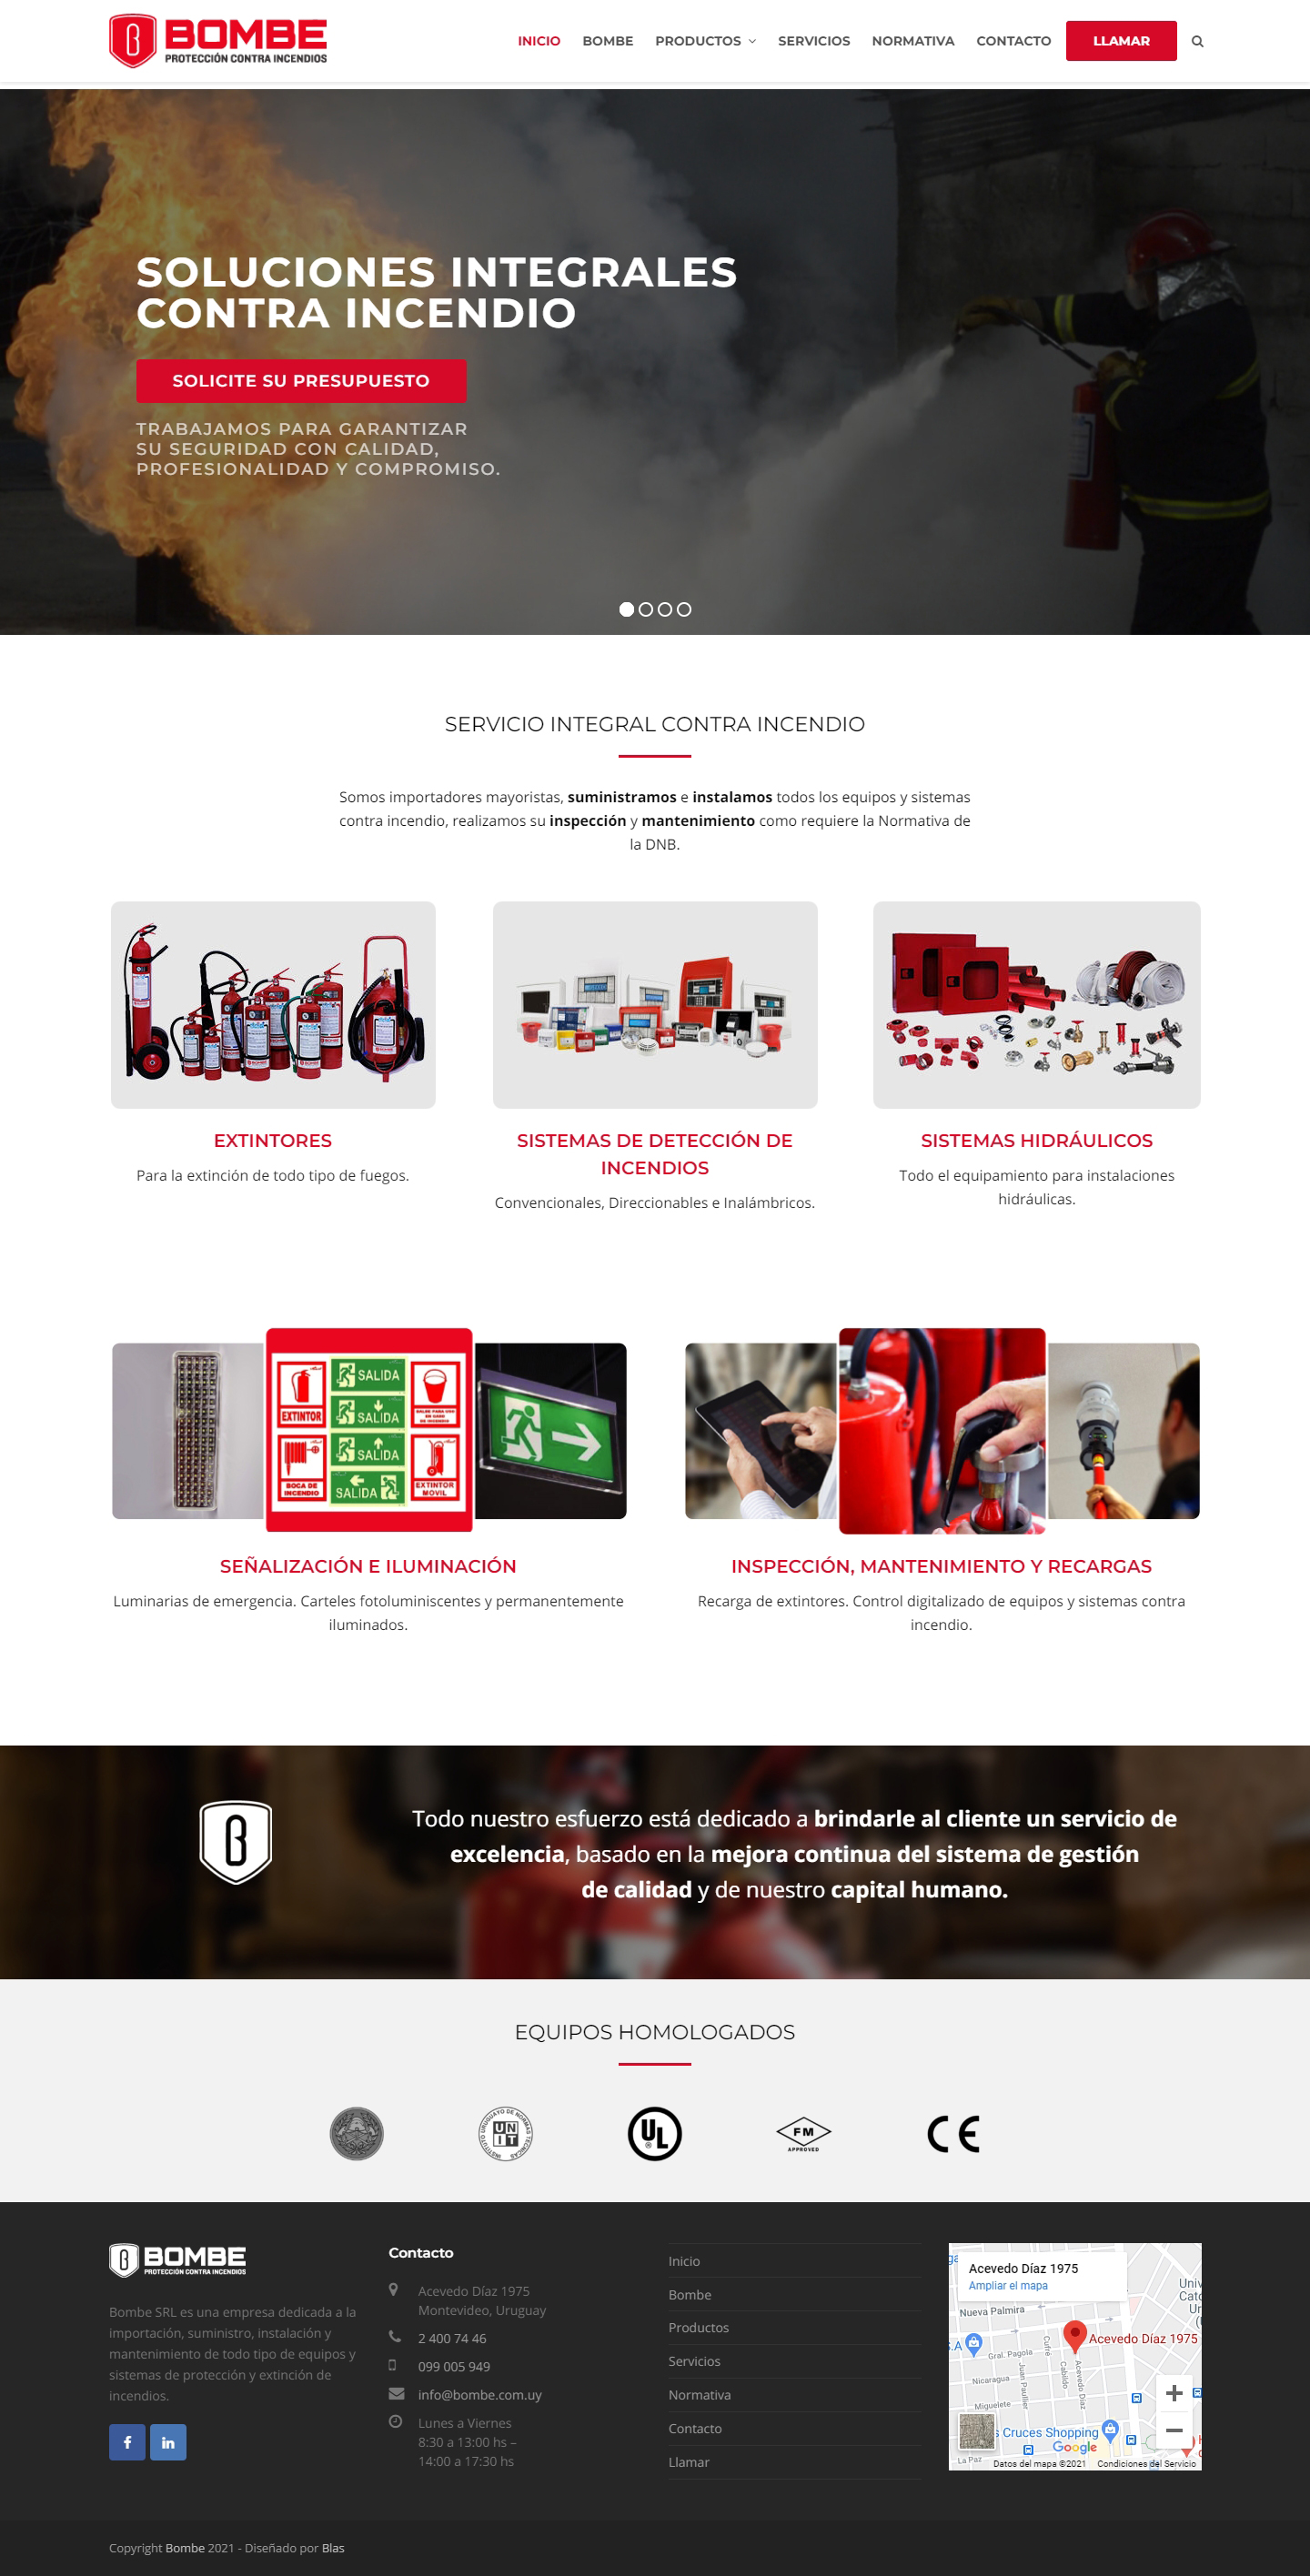 BOMBE
PROTECCIÓN CONTRA INCENDIOS
INICIO
BOMBE
PRODUCTOS
SERVICIOS
NORMATIVA
CONTACTO
LLAMAR
SOLUCIONES INTEGRALES
CONTRA INCENDIO
SOLICITE SU PRESUPUESTO
TRABAJAMOS PARA GARANTIZAR
SU SEGURIDAD CON CALIDAD,
PROFESIONALIDAD Y COMPROMISO.
SERVICIO INTEGRAL CONTRA INCENDIO
Somos importadores mayoristas, suministramos e instalamos todos los equipos y sistemas
contra incendio, realizamos su inspección y mantenimiento como requiere la Normativa de
la DNB.
EXTINTORES
Para la extinción de todo tipo de fuegos.
SISTEMAS DE DETECCIÓN DE
INCENDIOS
Convencionales, Direccionables e Inalámbricos.
SISTEMAS HIDRÁULICOS
Todo el equipamiento para instalaciones
hidráulicas.
EXTINTOR
SALIDA
SALIDA
BOCA DE
INCENDIO
SALIDA
SALIDA
EXTINTOR
MOVIL
SEÑALIZACIÓN E ILUMINACIÓN
Luminarias de emergencia. Carteles fotoluminiscentes y permanentemente
iluminados.
INSPECCIÓN, MANTENIMIENTO Y RECARGAS
Recarga de extintores. Control digitalizado de equipos y sistemas contra
incendio.
Todo nuestro esfuerzo está dedicado a brindarle al cliente un servicio de
excelencia, basado en la mejora continua del sistema de gestión
de calidad y de nuestro capital humano.
EQUIPOS HOMOLOGADOS
INSTITUTO URUGUAYO DE NORMAS TECNICAS
UNIT
UL
FM
APPROVED
CE
BOMBE
PROTECCIÓN CONTRA INCENDIOS
Bombe SRL es una empresa dedicada a la
importación, suministro, instalación y
mantenimiento de todo tipo de equipos y
sistemas de protección y extinción de
incendios.
Contacto
Acevedo Díaz 1975
Montevideo, Uruguay
2 400 74 46
099 005 949
info@bombe.com.uy
Lunes a Viernes
8:30 a 13:00 hs –
14:00 a 17:30 hs
Inicio
Bombe
Productos
Servicios
Normativa
Contacto
Llamar
Acevedo Díaz 1975
Ampliar el mapa
Nueva Palmira
Acevedo Díaz 1975
Gral. Pagola
Nicaragua
Miguelete
La Paz
Juan Paullier
Cufré
Cabildo
Acevedo Díaz
s Cruces Shopping
Google
Datos del mapa ©2021
Condiciones del Servicio
Copyright Bombe 2021 - Diseñado por Blas